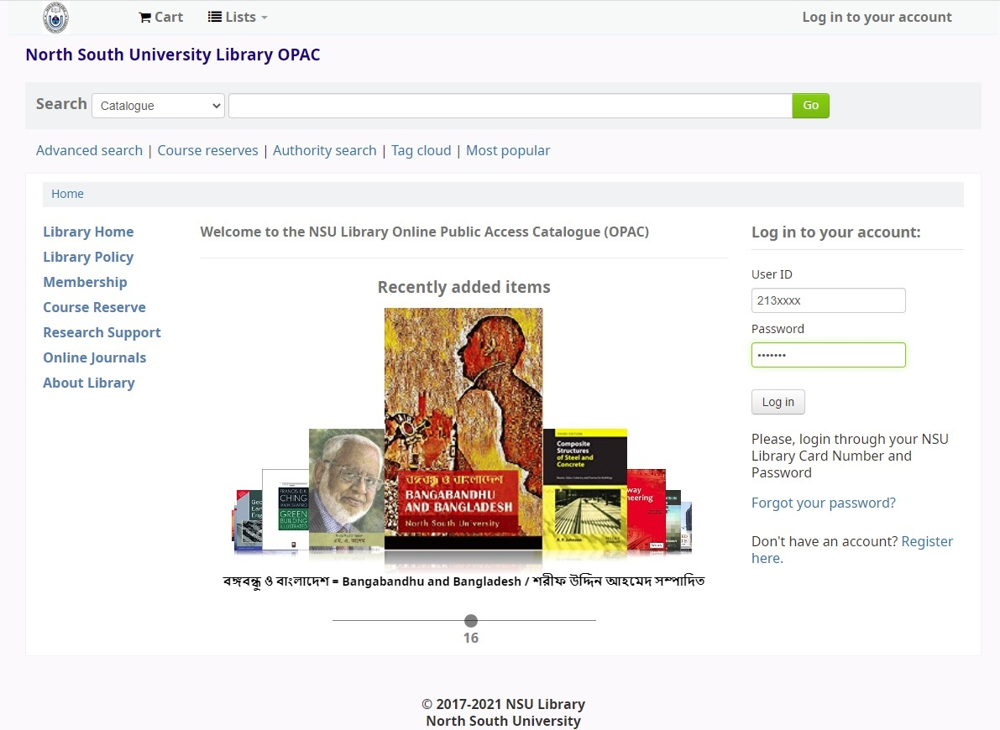 Cart Lists Log in to your account
North South University Library OPAC
Search Catalogue Go
Advanced search | Course reserves | Authority search | Tag cloud | Most popular
Home
Library Home
Library Policy
Membership
Course Reserve
Research Support
Online Journals
About Library
Welcome to the NSU Library Online Public Access Catalogue (OPAC)
Recently added items
FRANCIS D.K.
CHING
GREEN
BUILDING
ILLUSTRATED
বঙ্গবন্ধু ও বাংলাদেশ
BANGABANDHU
AND BANGLADESH
North South University
Composite
Structures
of Steel and
Concrete
R. P. Johnson
বঙ্গবন্ধু ও বাংলাদেশ = Bangabandhu and Bangladesh / শরীফ উদ্দিন আহমেদ সম্পাদিত
16
Log in to your account:
User ID
213xxxx
Password
•••••••
Log in
Please, login through your NSU
Library Card Number and
Password
Forgot your password?
Don't have an account? Register
here.
© 2017-2021 NSU Library
North South University